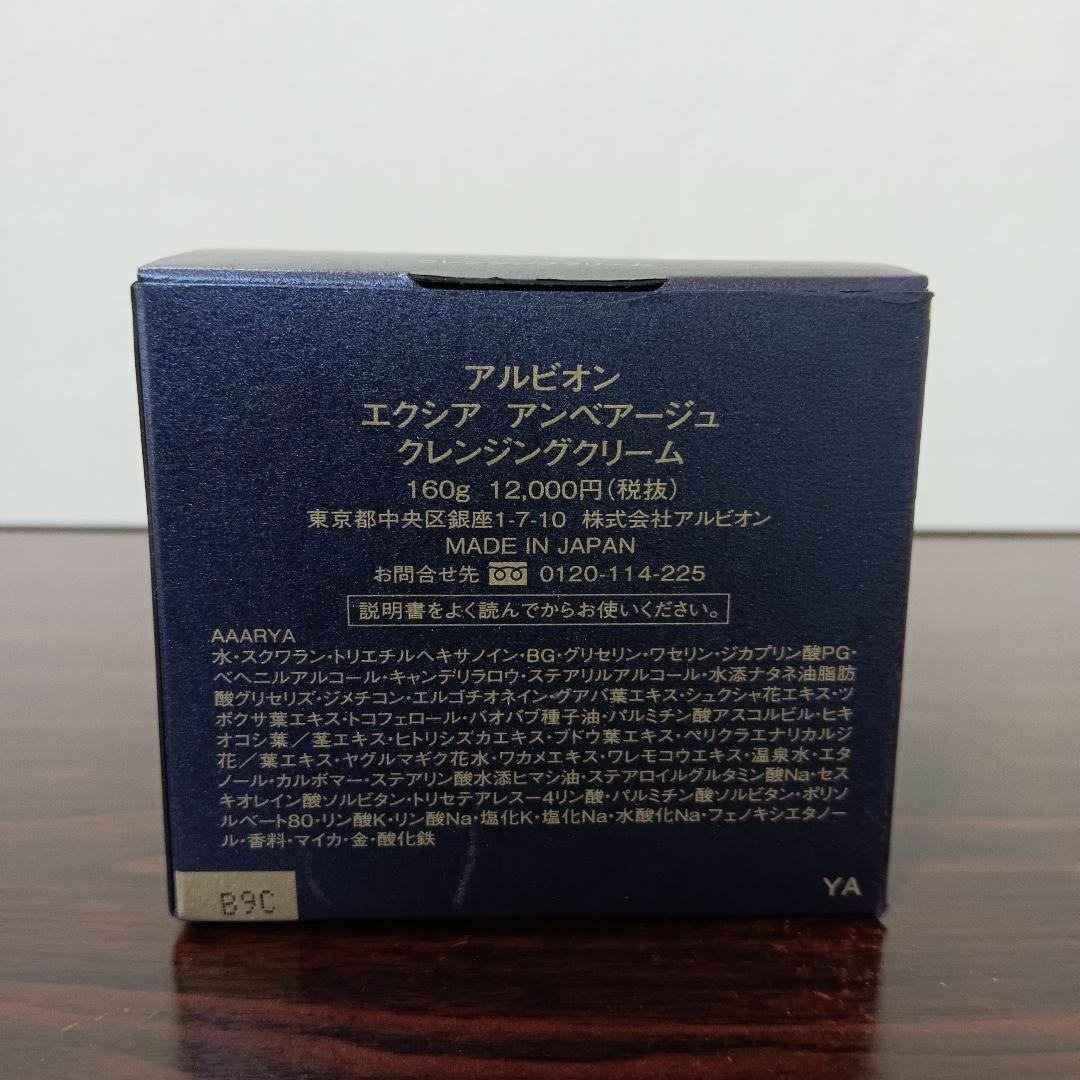 アルビオン
エクシア アンベアージュ
クレンジングクリーム
160g 12,000円(税抜)
東京都中央区銀座1-7-10 株式会社アルビオン
MADE IN JAPAN
お問合せ先 0120-114-225
説明書をよく読んでからお使いください。
AAARYA
水・スクワラン・トリエチルヘキサノイン・BG・グリセリン・ワセリン・ジカプリン酸PG・
ベヘニルアルコール・キャンデリラロウ・ステアリルアルコール・水添ナタネ油脂肪
酸グリセリズ・ジメチコン・エルゴチオネイン・グアバ葉エキス・シュクシャ花エキス・ツ
ボクサ葉エキス・トコフェロール・バオバブ種子油・パルミチン酸アスコルビル・ヒキ
オコシ葉/茎エキス・ヒトリシズカエキス・ブドウ葉エキス・ペリクラエナリカルジ
花/葉エキス・ヤグルマギク花水・ワカメエキス・ワレモコウエキス・温泉水・エタ
ノール・カルボマー・ステアリン酸水添ヒマシ油・ステアロイルグルタミン酸Na・セス
キオレイン酸ソルビタン・トリセテアレス-4リン酸・パルミチン酸ソルビタン・ポリソ
ルベート80・リン酸K・リン酸Na・塩化K・塩化Na・水酸化Na・フェノキシエタノー
ル・香料・マイカ・金・酸化鉄
B9C
YA